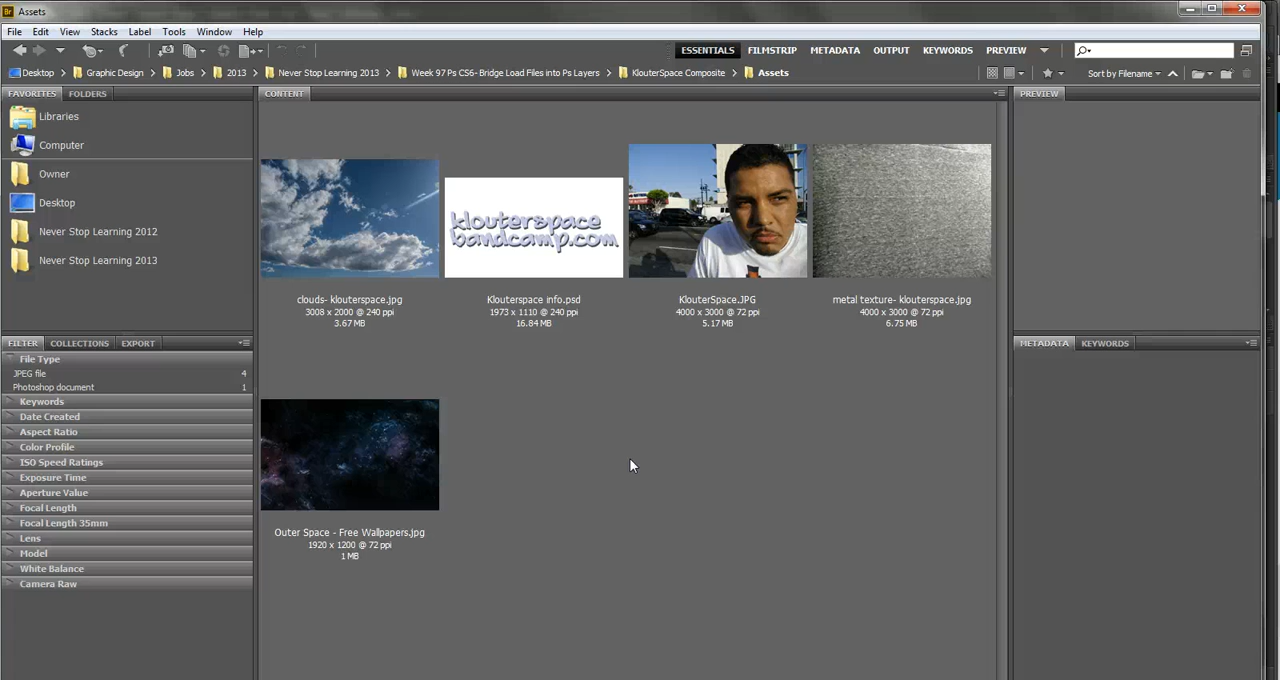 Br Assets
File Edit View Stacks Label Tools Window Help
ESSENTIALS FILMSTRIP METADATA OUTPUT KEYWORDS PREVIEW
Desktop Graphic Design Jobs 2013 Never Stop Learning 2013 Week 97 Ps CS6- Bridge Load Files into Ps Layers KlouterSpace Composite Assets Sort by Filename
FAVORITES FOLDERS
CONTENT
PREVIEW
Libraries
Computer
Owner
Desktop
Never Stop Learning 2012
Never Stop Learning 2013
klouterspace
bandcamp.com
clouds- klouterspace.jpg
3008 x 2000 @ 240 ppi
3.67 MB
Klouterspace info.psd
1973 x 1110 @ 240 ppi
16.84 MB
KlouterSpace.JPG
4000 x 3000 @ 72 ppi
5.17 MB
metal texture- klouterspace.jpg
4000 x 3000 @ 72 ppi
6.75 MB
FILTER COLLECTIONS EXPORT
METADATA KEYWORDS
File Type
JPEG file 4
Photoshop document 1
Keywords
Date Created
Aspect Ratio
Color Profile
ISO Speed Ratings
Exposure Time
Aperture Value
Focal Length
Focal Length 35mm
Lens
Model
White Balance
Camera Raw
Outer Space - Free Wallpapers.jpg
1920 x 1200 @ 72 ppi
1 MB